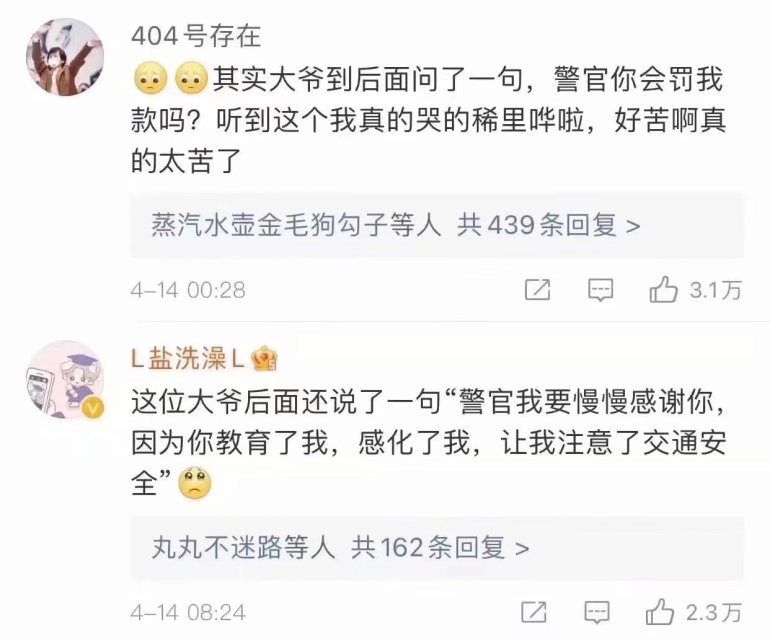 404号存在
🥺🥺其实大爷到后面问了一句，警官你会罚我
款吗？听到这个我真的哭的稀里哗啦，好苦啊真
的太苦了
蒸汽水壶金毛狗勾子等人 共439条回复 >
4-14 00:28 3.1万
L盐洗澡L
这位大爷后面还说了一句“警官我要慢慢感谢你，
因为你教育了我，感化了我，让我注意了交通安
全”🥺
丸丸不迷路等人 共162条回复 >
4-14 08:24 2.3万